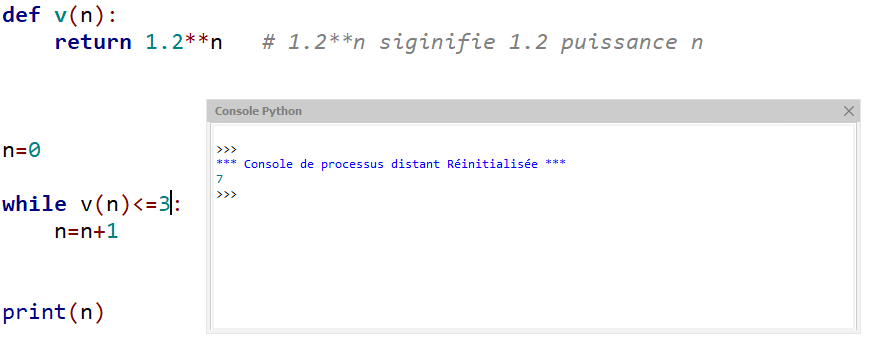 def v(n):
    return 1.2**n   # 1.2**n siginifie 1.2 puissance n
n=0
while v(n)<=3:
    n=n+1
print(n)
Console Python
>>>
*** Console de processus distant Réinitialisée ***
7
>>>